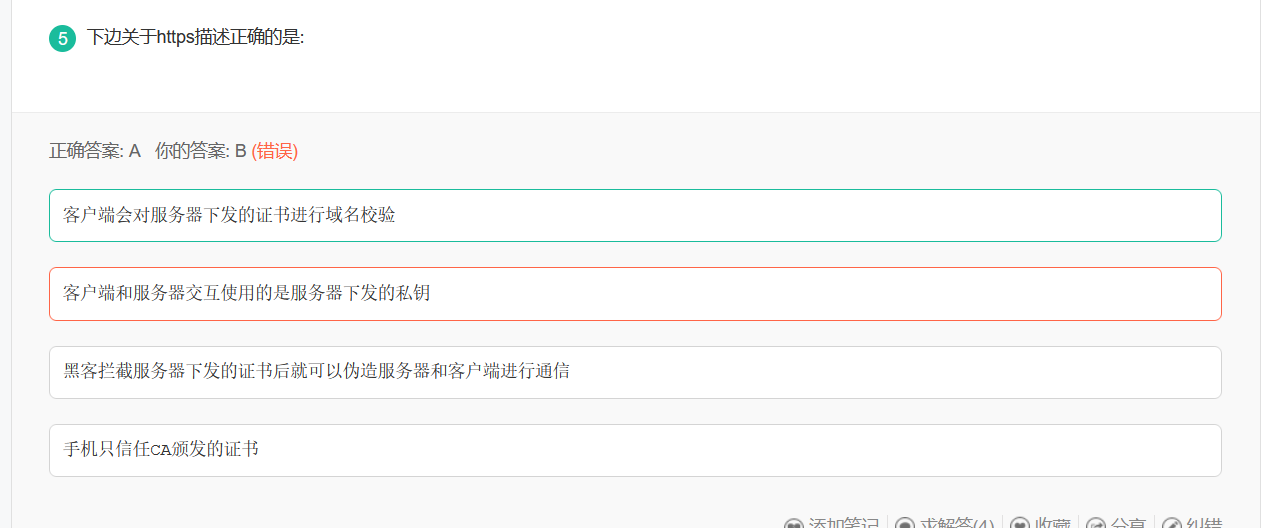 5 下边关于https描述正确的是:
正确答案: A 你的答案: B (错误)
客户端会对服务器下发的证书进行域名校验
客户端和服务器交互使用的是服务器下发的私钥
黑客拦截服务器下发的证书后就可以伪造服务器和客户端进行通信
手机只信任CA颁发的证书
添加笔记 求解答(4) 收藏 分享 纠错